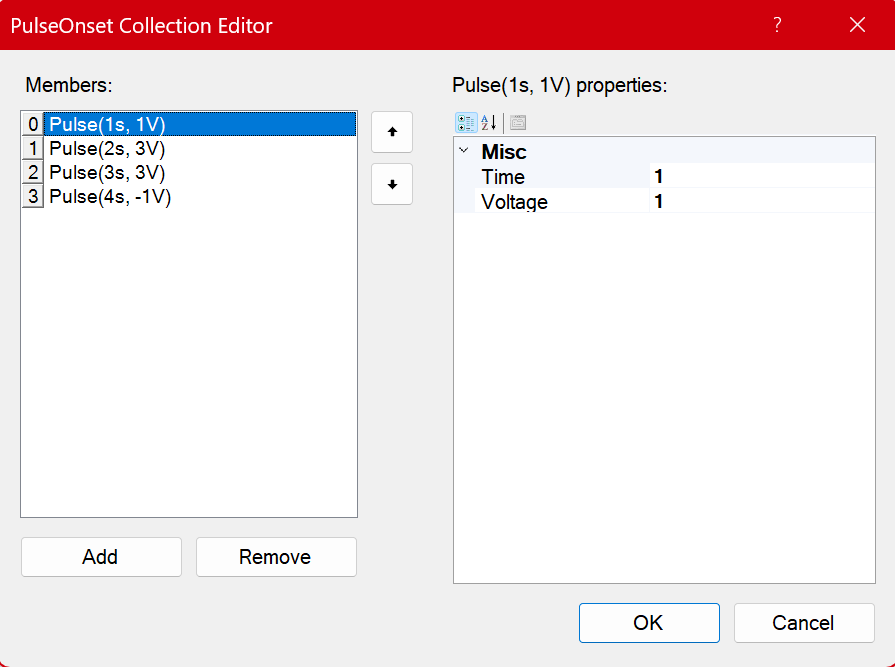 PulseOnset Collection Editor
?
Members:
0 Pulse(1s, 1V)
1 Pulse(2s, 3V)
2 Pulse(3s, 3V)
3 Pulse(4s, -1V)
Add
Remove
Pulse(1s, 1V) properties:
A
Z
Misc
Time 1
Voltage 1
OK
Cancel